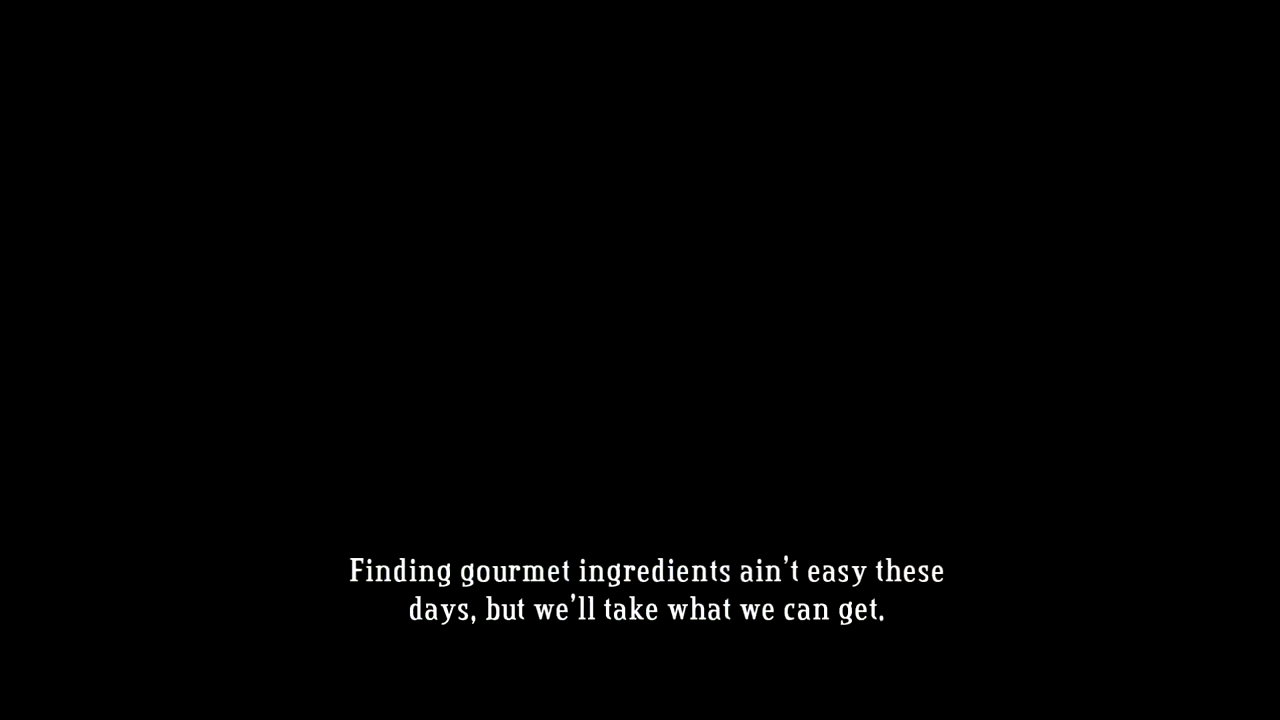 Finding gourmet ingredients ain't easy these
days, but we'll take what we can get.